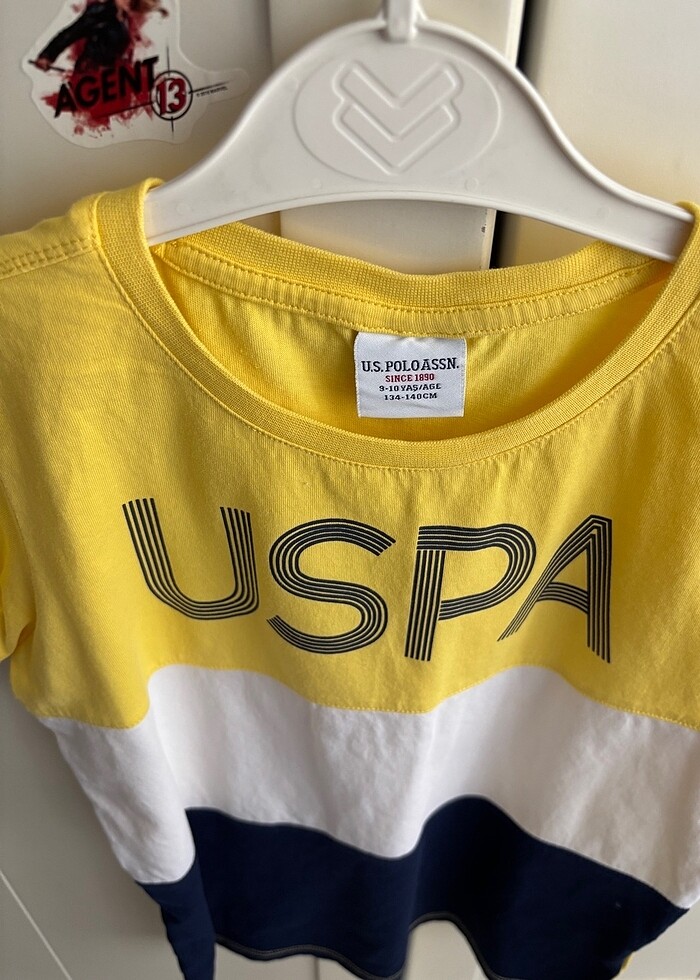 AGENT
13
U.S. POLO ASSN.
SINCE 1890
9-10 YAŞ/AGE
134-140CM
USPA